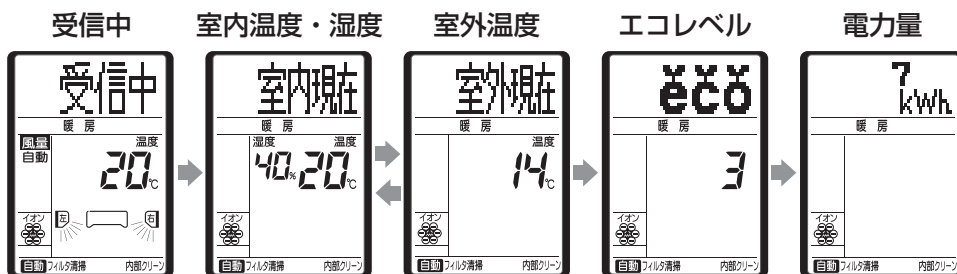 受信中
室内温度・湿度
室外温度
エコレベル
電力量
受信中
暖 房
風量
自動
温度
20℃
左
右
イオン
自動 フィルタ清掃 内部クリーン
室内現在
暖 房
湿度
40%
温度
20℃
イオン
自動 フィルタ清掃 内部クリーン
室外現在
暖 房
温度
14℃
イオン
自動 フィルタ清掃 内部クリーン
eco
暖 房
3
イオン
自動 フィルタ清掃 内部クリーン
7
kWh
暖 房
イオン
自動 フィルタ清掃 内部クリーン